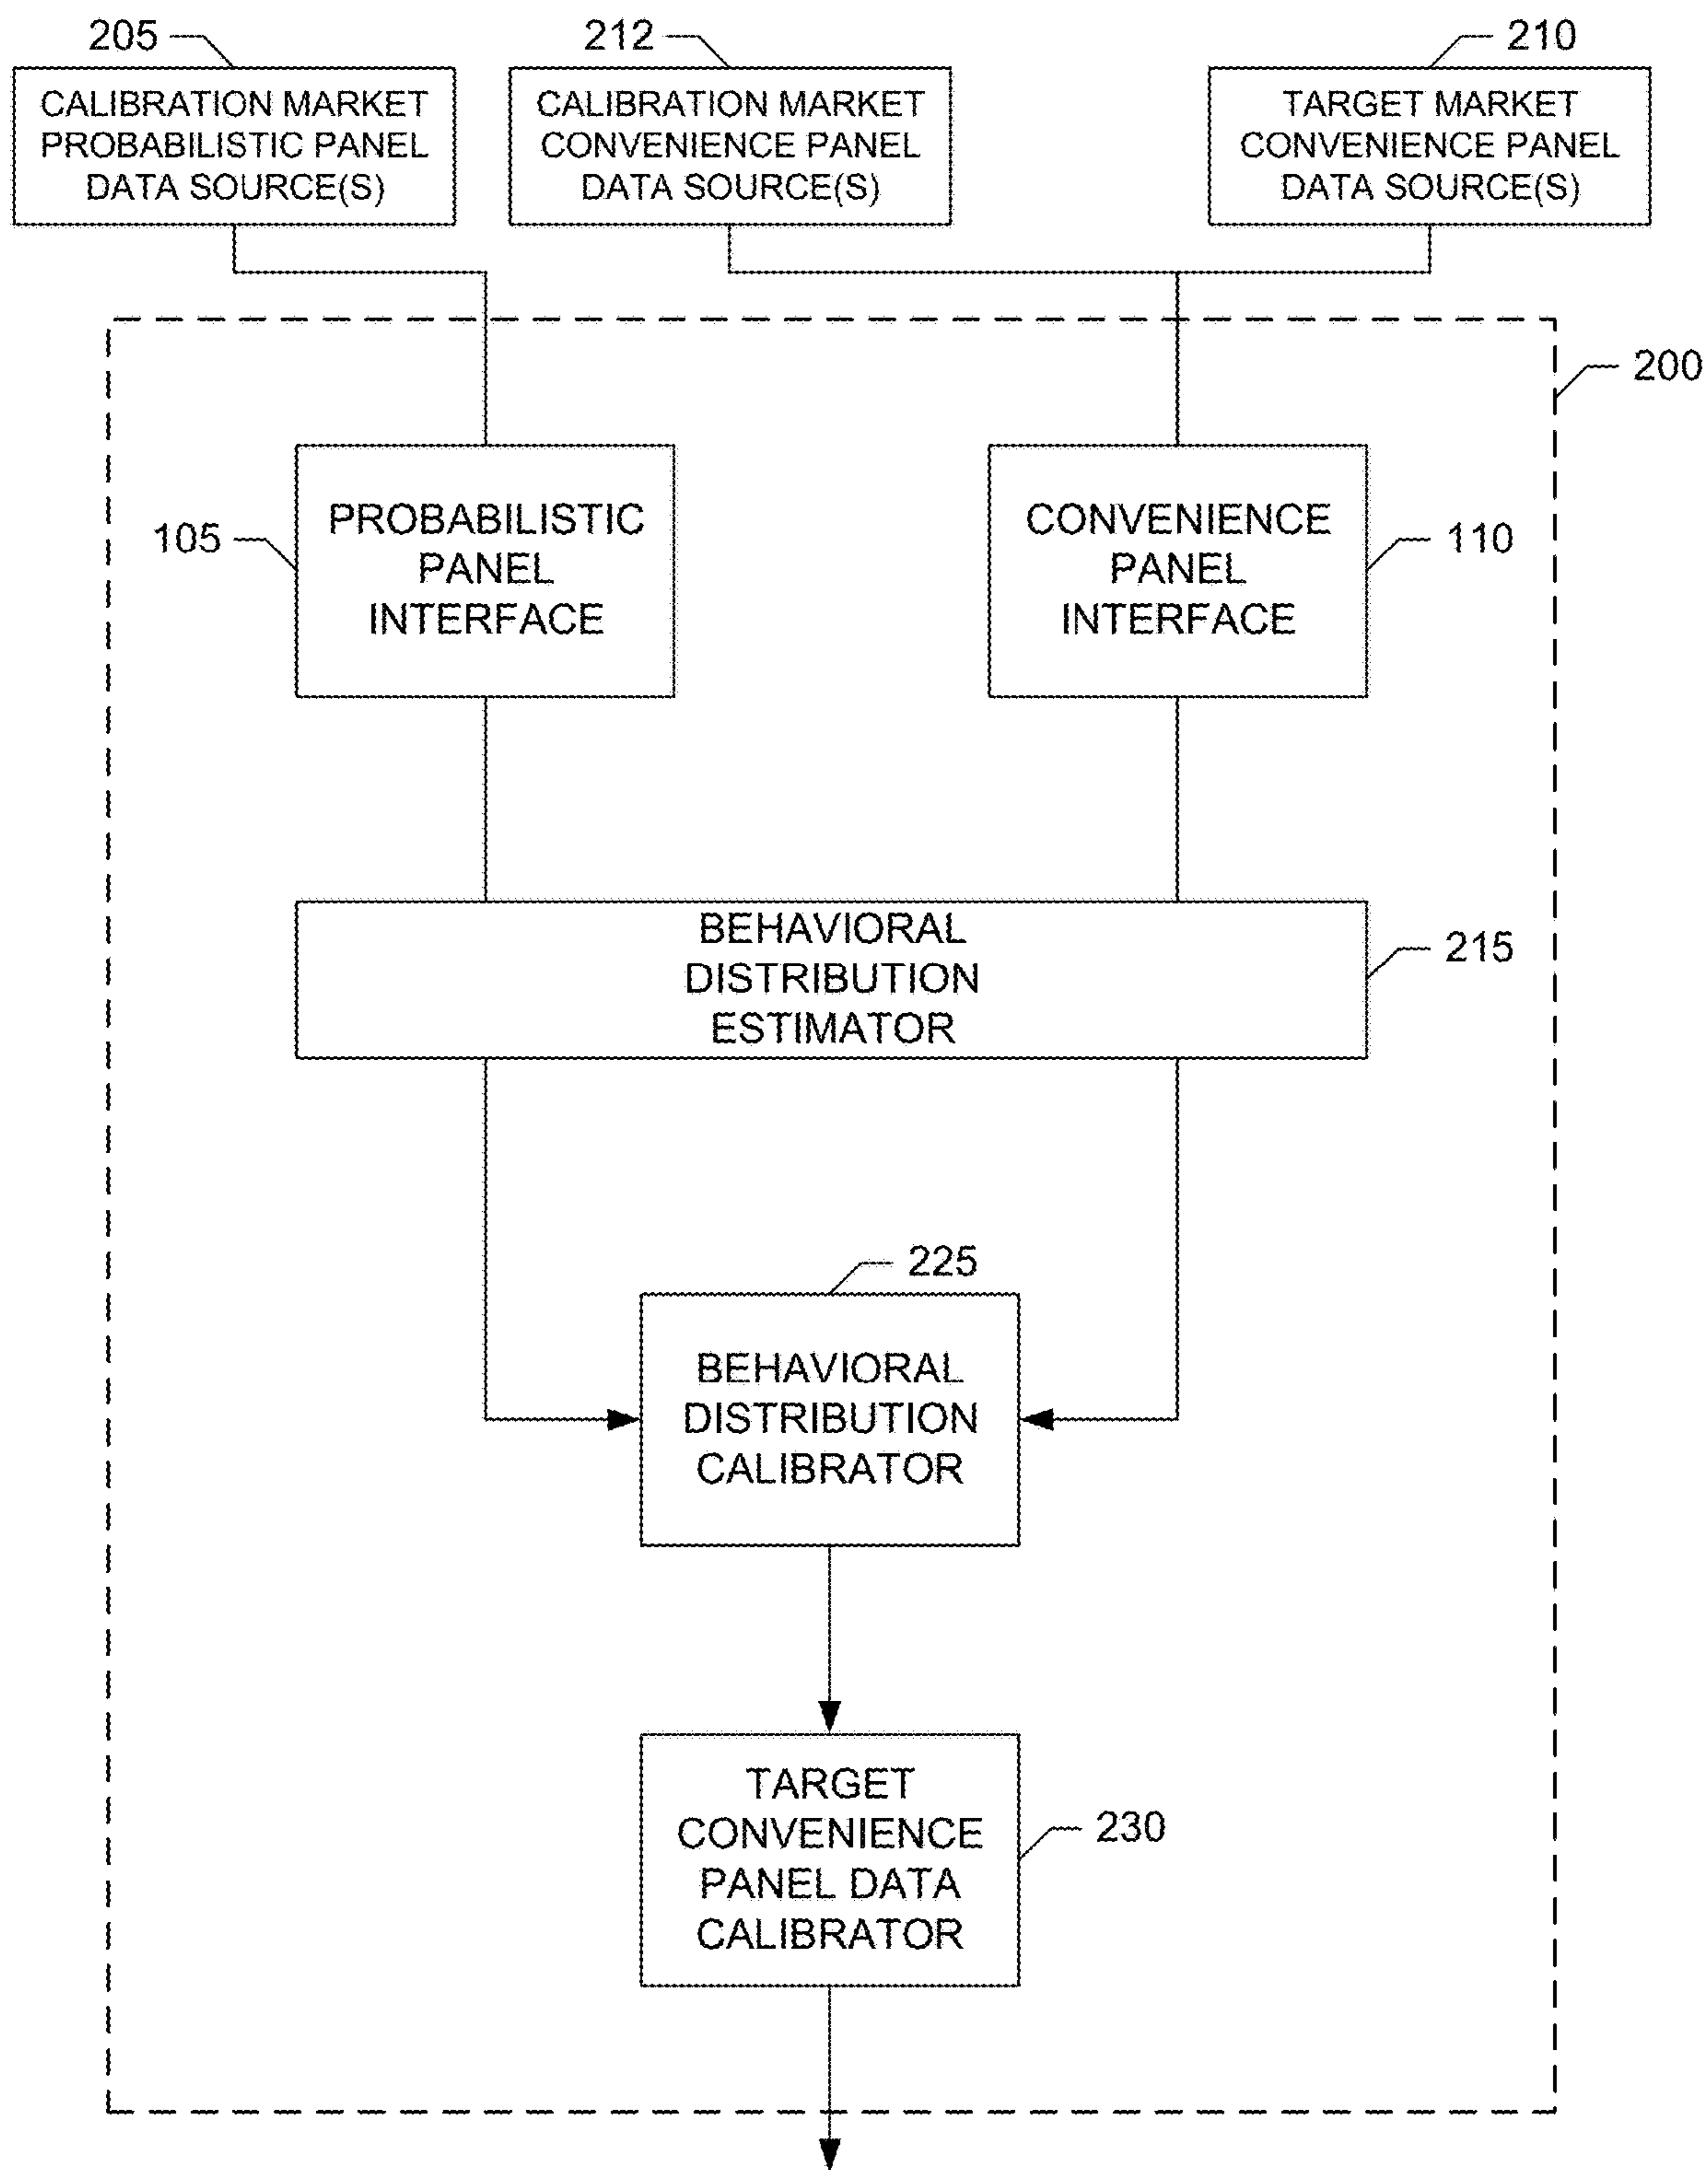 205
212
210
CALIBRATION MARKET
PROBABILISTIC PANEL
DATA SOURCE(S)
CALIBRATION MARKET
CONVENIENCE PANEL
DATA SOURCE(S)
TARGET MARKET
CONVENIENCE PANEL
DATA SOURCE(S)
200
105
PROBABILISTIC
PANEL
INTERFACE
CONVENIENCE
PANEL
INTERFACE
110
BEHAVIORAL
DISTRIBUTION
ESTIMATOR
215
225
BEHAVIORAL
DISTRIBUTION
CALIBRATOR
TARGET
CONVENIENCE
PANEL DATA
CALIBRATOR
230